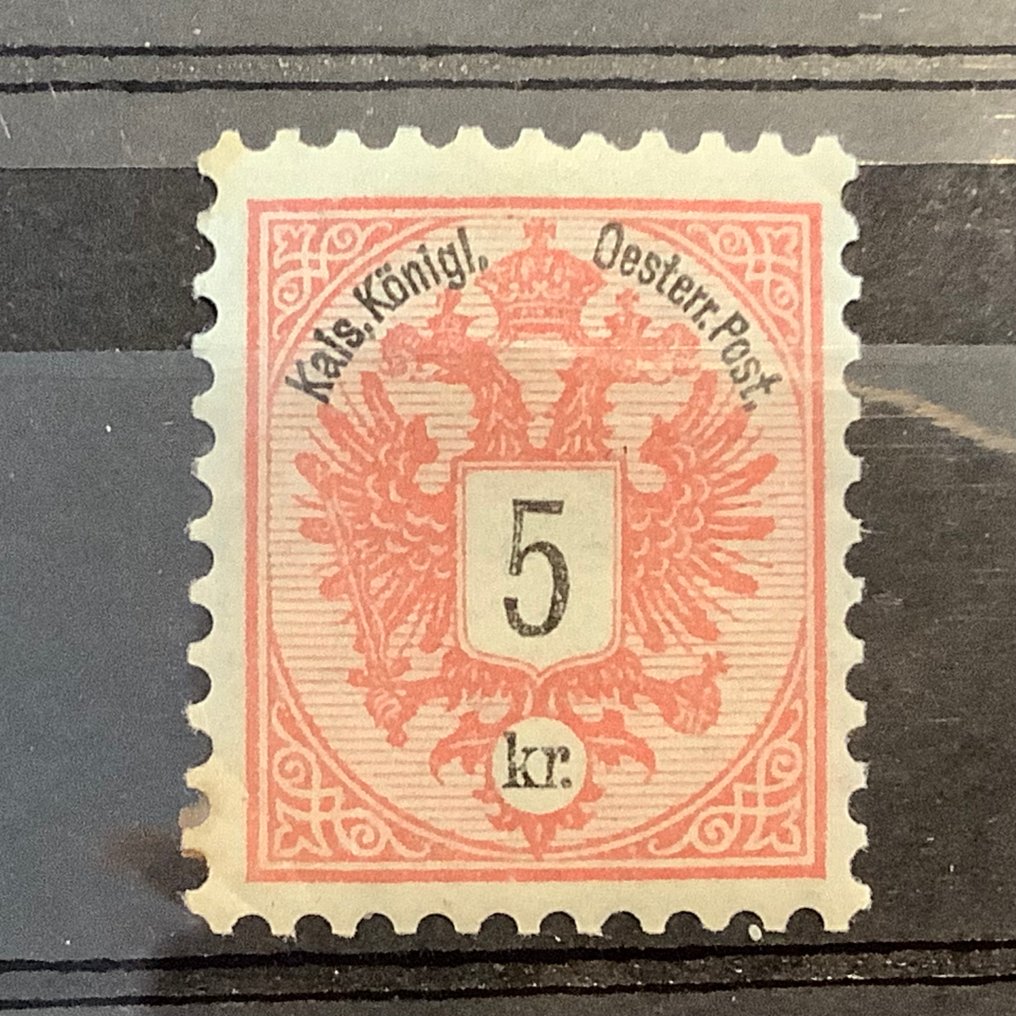 Kais. Königl. Oesterr. Post.
5
kr.